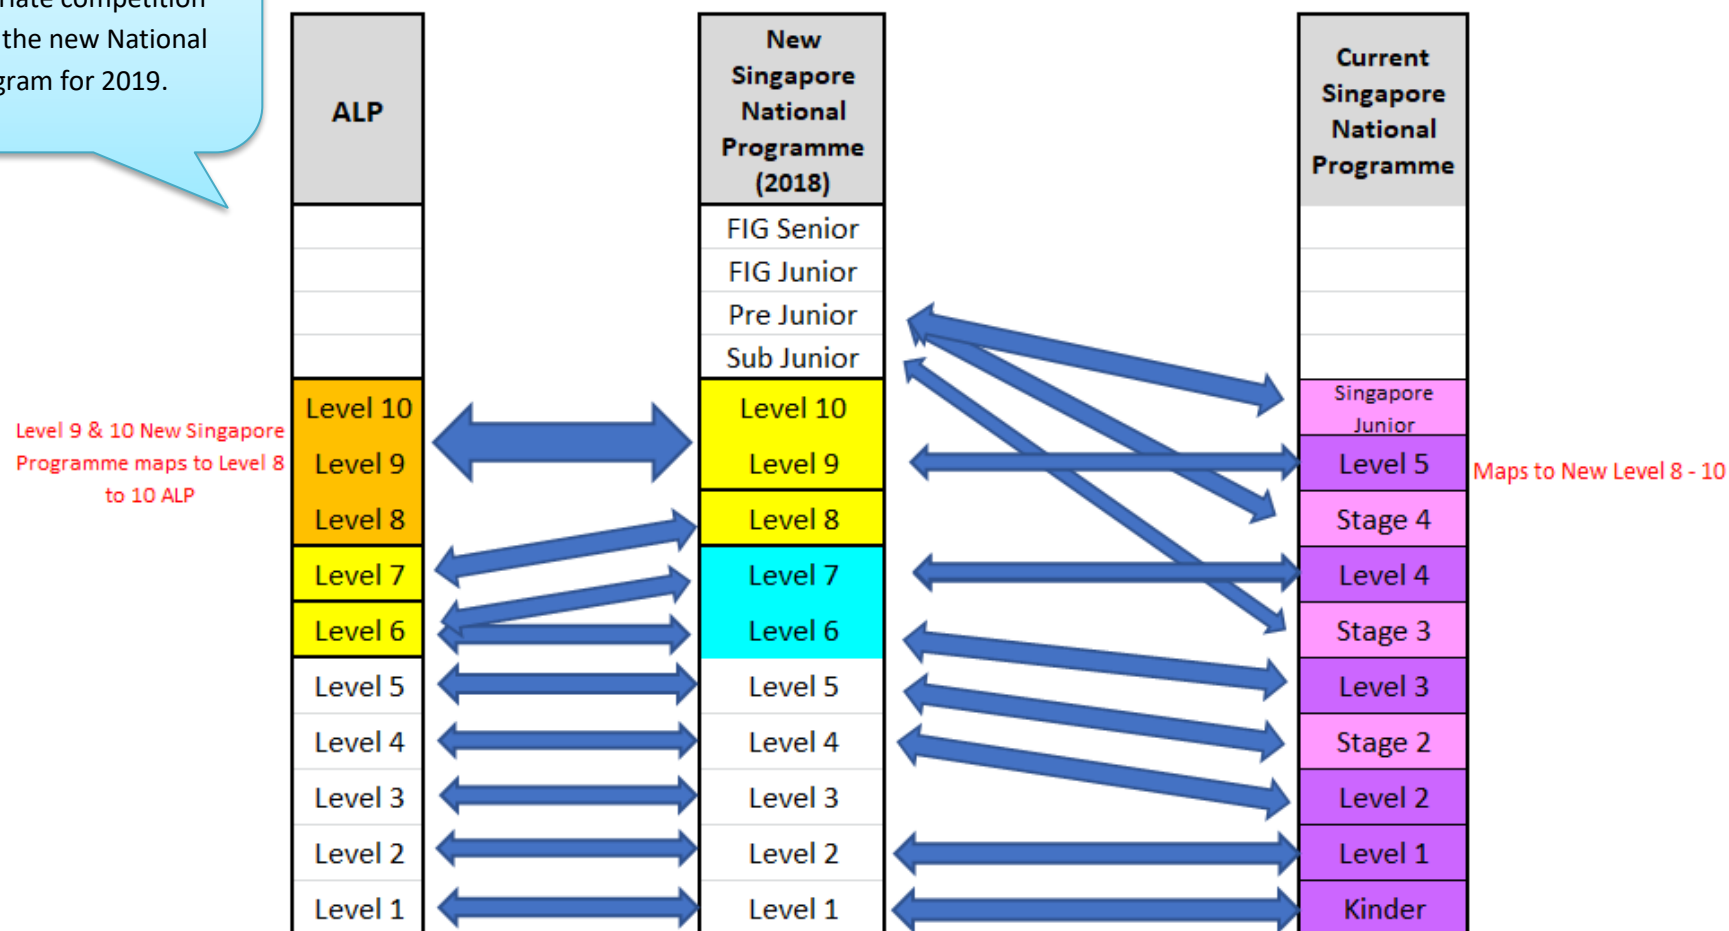 the new National
for 2019.
ALP
New
Singapore
National
Programme
(2018)
Current
Singapore
National
Programme
FIG Senior
FIG Junior
Pre Junior
Sub Junior
Level 10
Level 10
Singapore
Junior
Level 9 & 10 New Singapore
Programme maps to Level 8
to 10 ALP
Level 9
Level 9
Level 5
Maps to New Level 8 - 10
Level 8
Level 8
Stage 4
Level 7
Level 7
Level 4
Level 6
Level 6
Stage 3
Level 5
Level 5
Level 3
Level 4
Level 4
Stage 2
Level 3
Level 3
Level 2
Level 2
Level 2
Level 1
Level 1
Level 1
Kinder